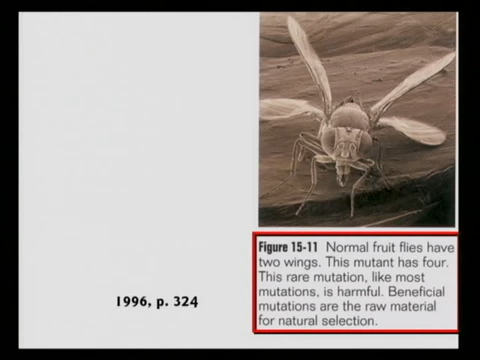 Figure 15-11 Normal fruit flies have
two wings. This mutant has four.
This rare mutation, like most
mutations, is harmful. Beneficial
mutations are the raw material
for natural selection.
1996, p. 324